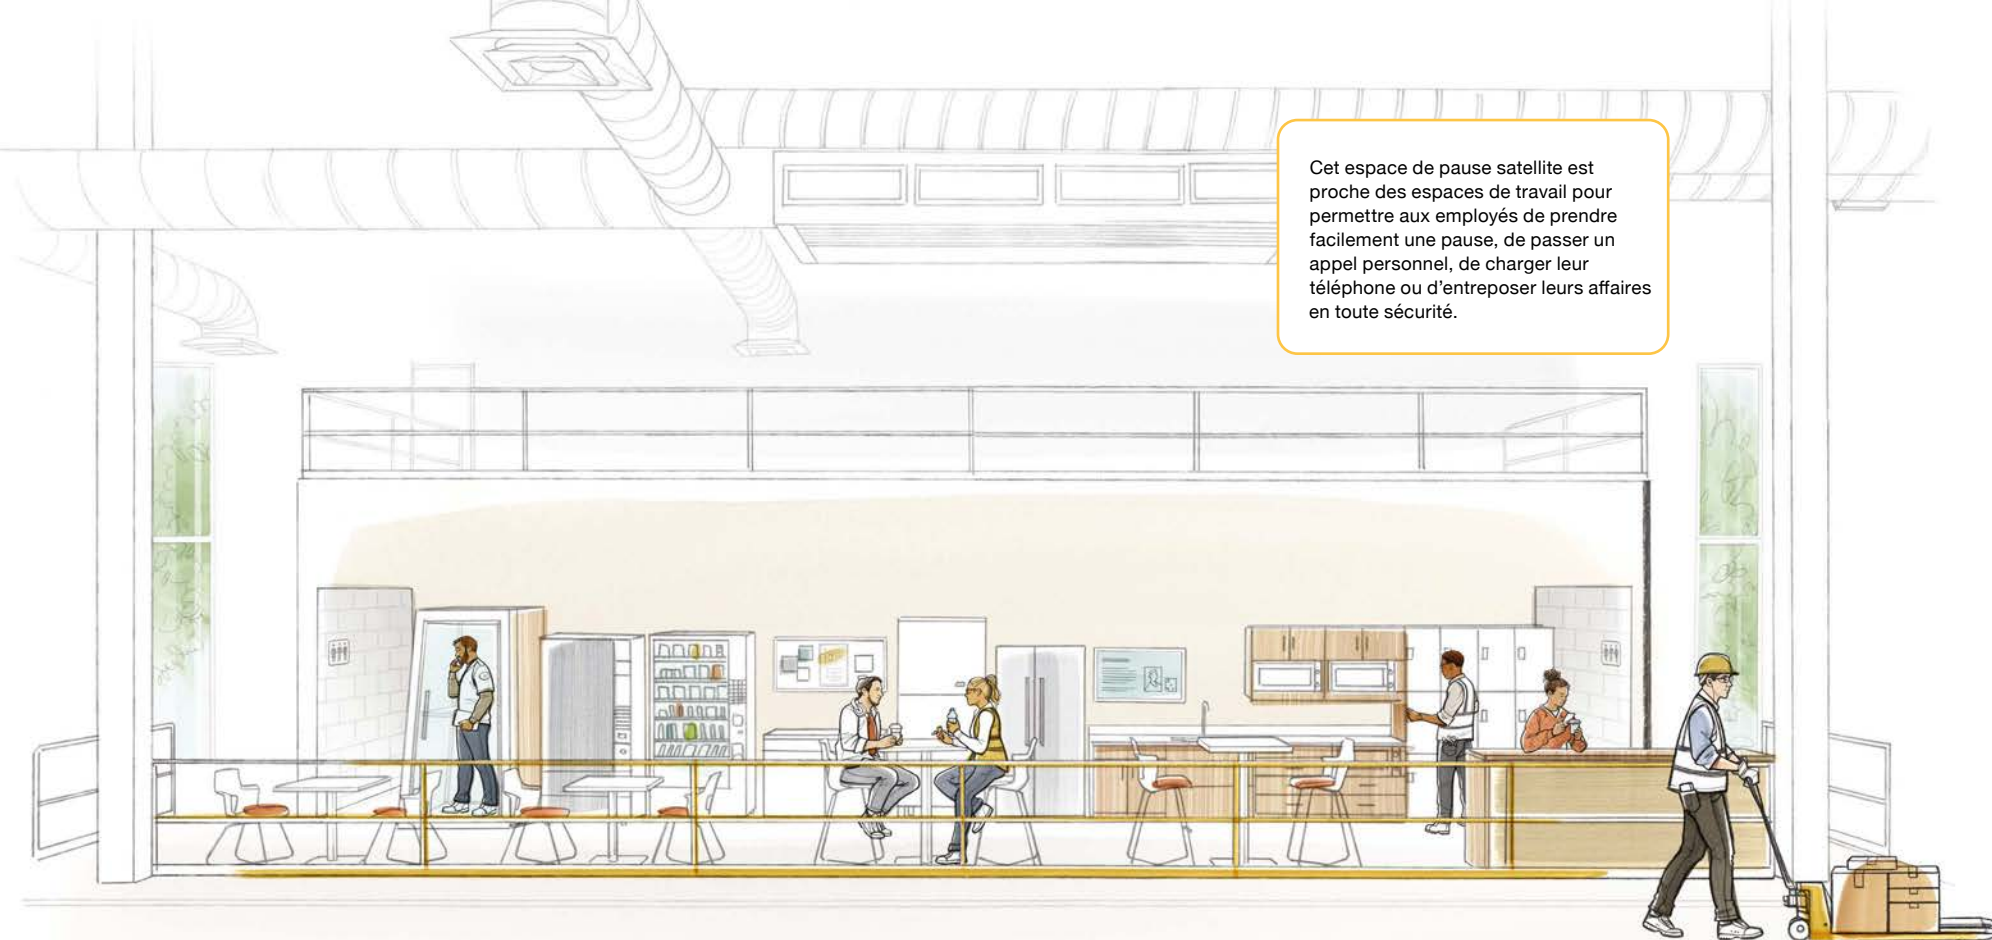 Cet espace de pause satellite est
proche des espaces de travail pour
permettre aux employés de prendre
facilement une pause, de passer un
appel personnel, de charger leur
téléphone ou d’entreposer leurs affaires
en toute sécurité.